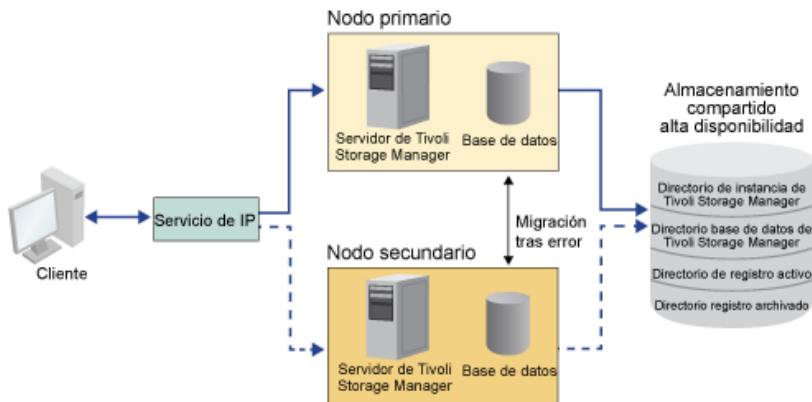 Nodo primario
Servidor de Tivoli
Storage Manager
Base de datos
Almacenamiento
compartido
alta disponibilidad
Directorio de instancia de
Tivoli Storage Manager
Directorio base de datos de
Tivoli Storage Manager
Directorio de registro activo
Directorio registro archivado
Cliente
Servicio de IP
Migración
tras error
Nodo secundario
Servidor de Tivoli
Storage Manager
Base de datos